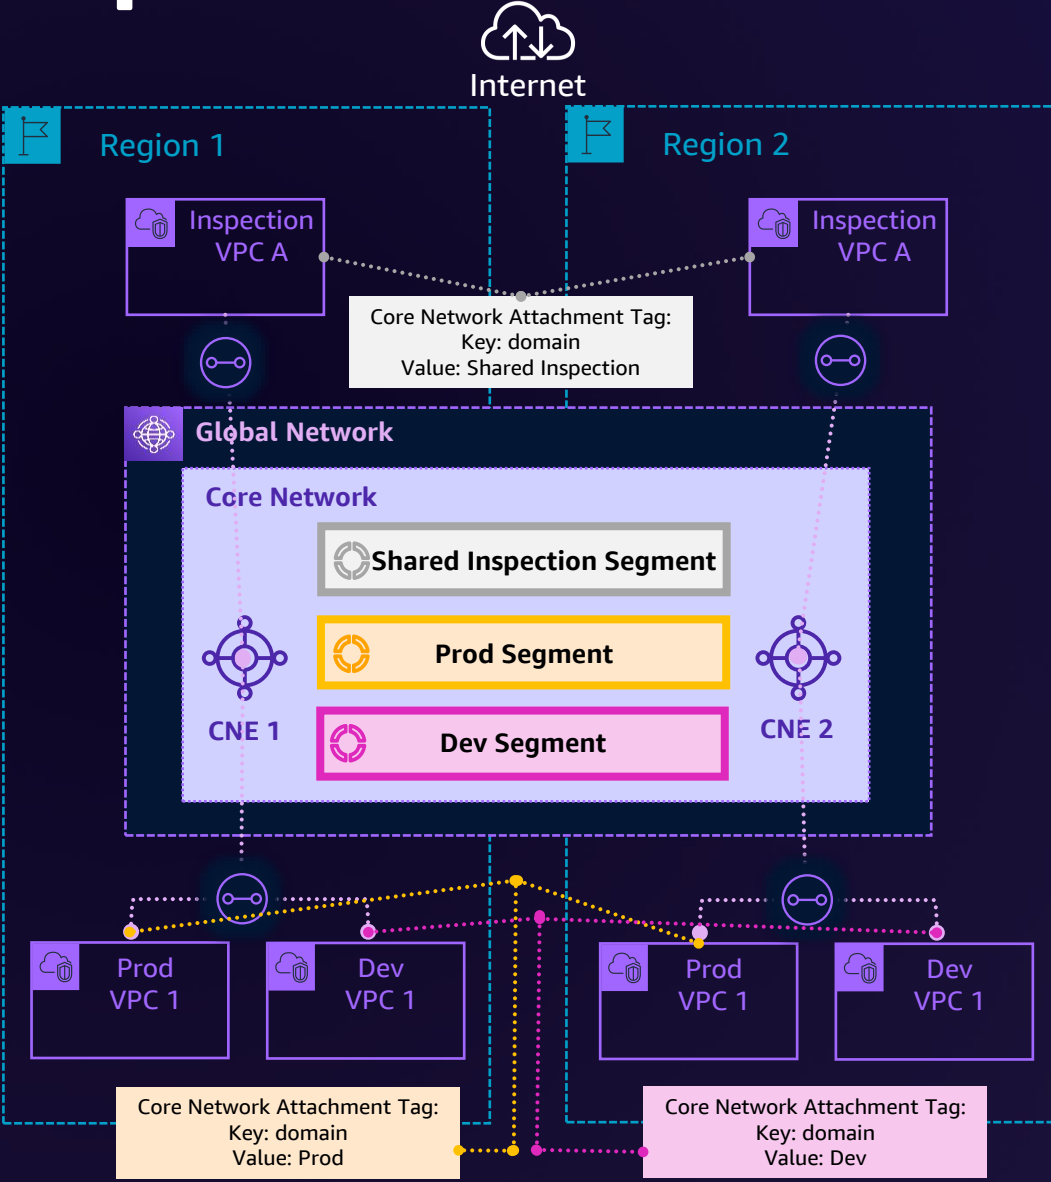 Internet
Region 1
Region 2
Inspection
VPC A
Inspection
VPC A
Core Network Attachment Tag:
Key: domain
Value: Shared Inspection
Global Network
Core Network
Shared Inspection Segment
Prod Segment
Dev Segment
CNE 1
CNE 2
Prod
VPC 1
Dev
VPC 1
Prod
VPC 1
Dev
VPC 1
Core Network Attachment Tag:
Key: domain
Value: Prod
Core Network Attachment Tag:
Key: domain
Value: Dev